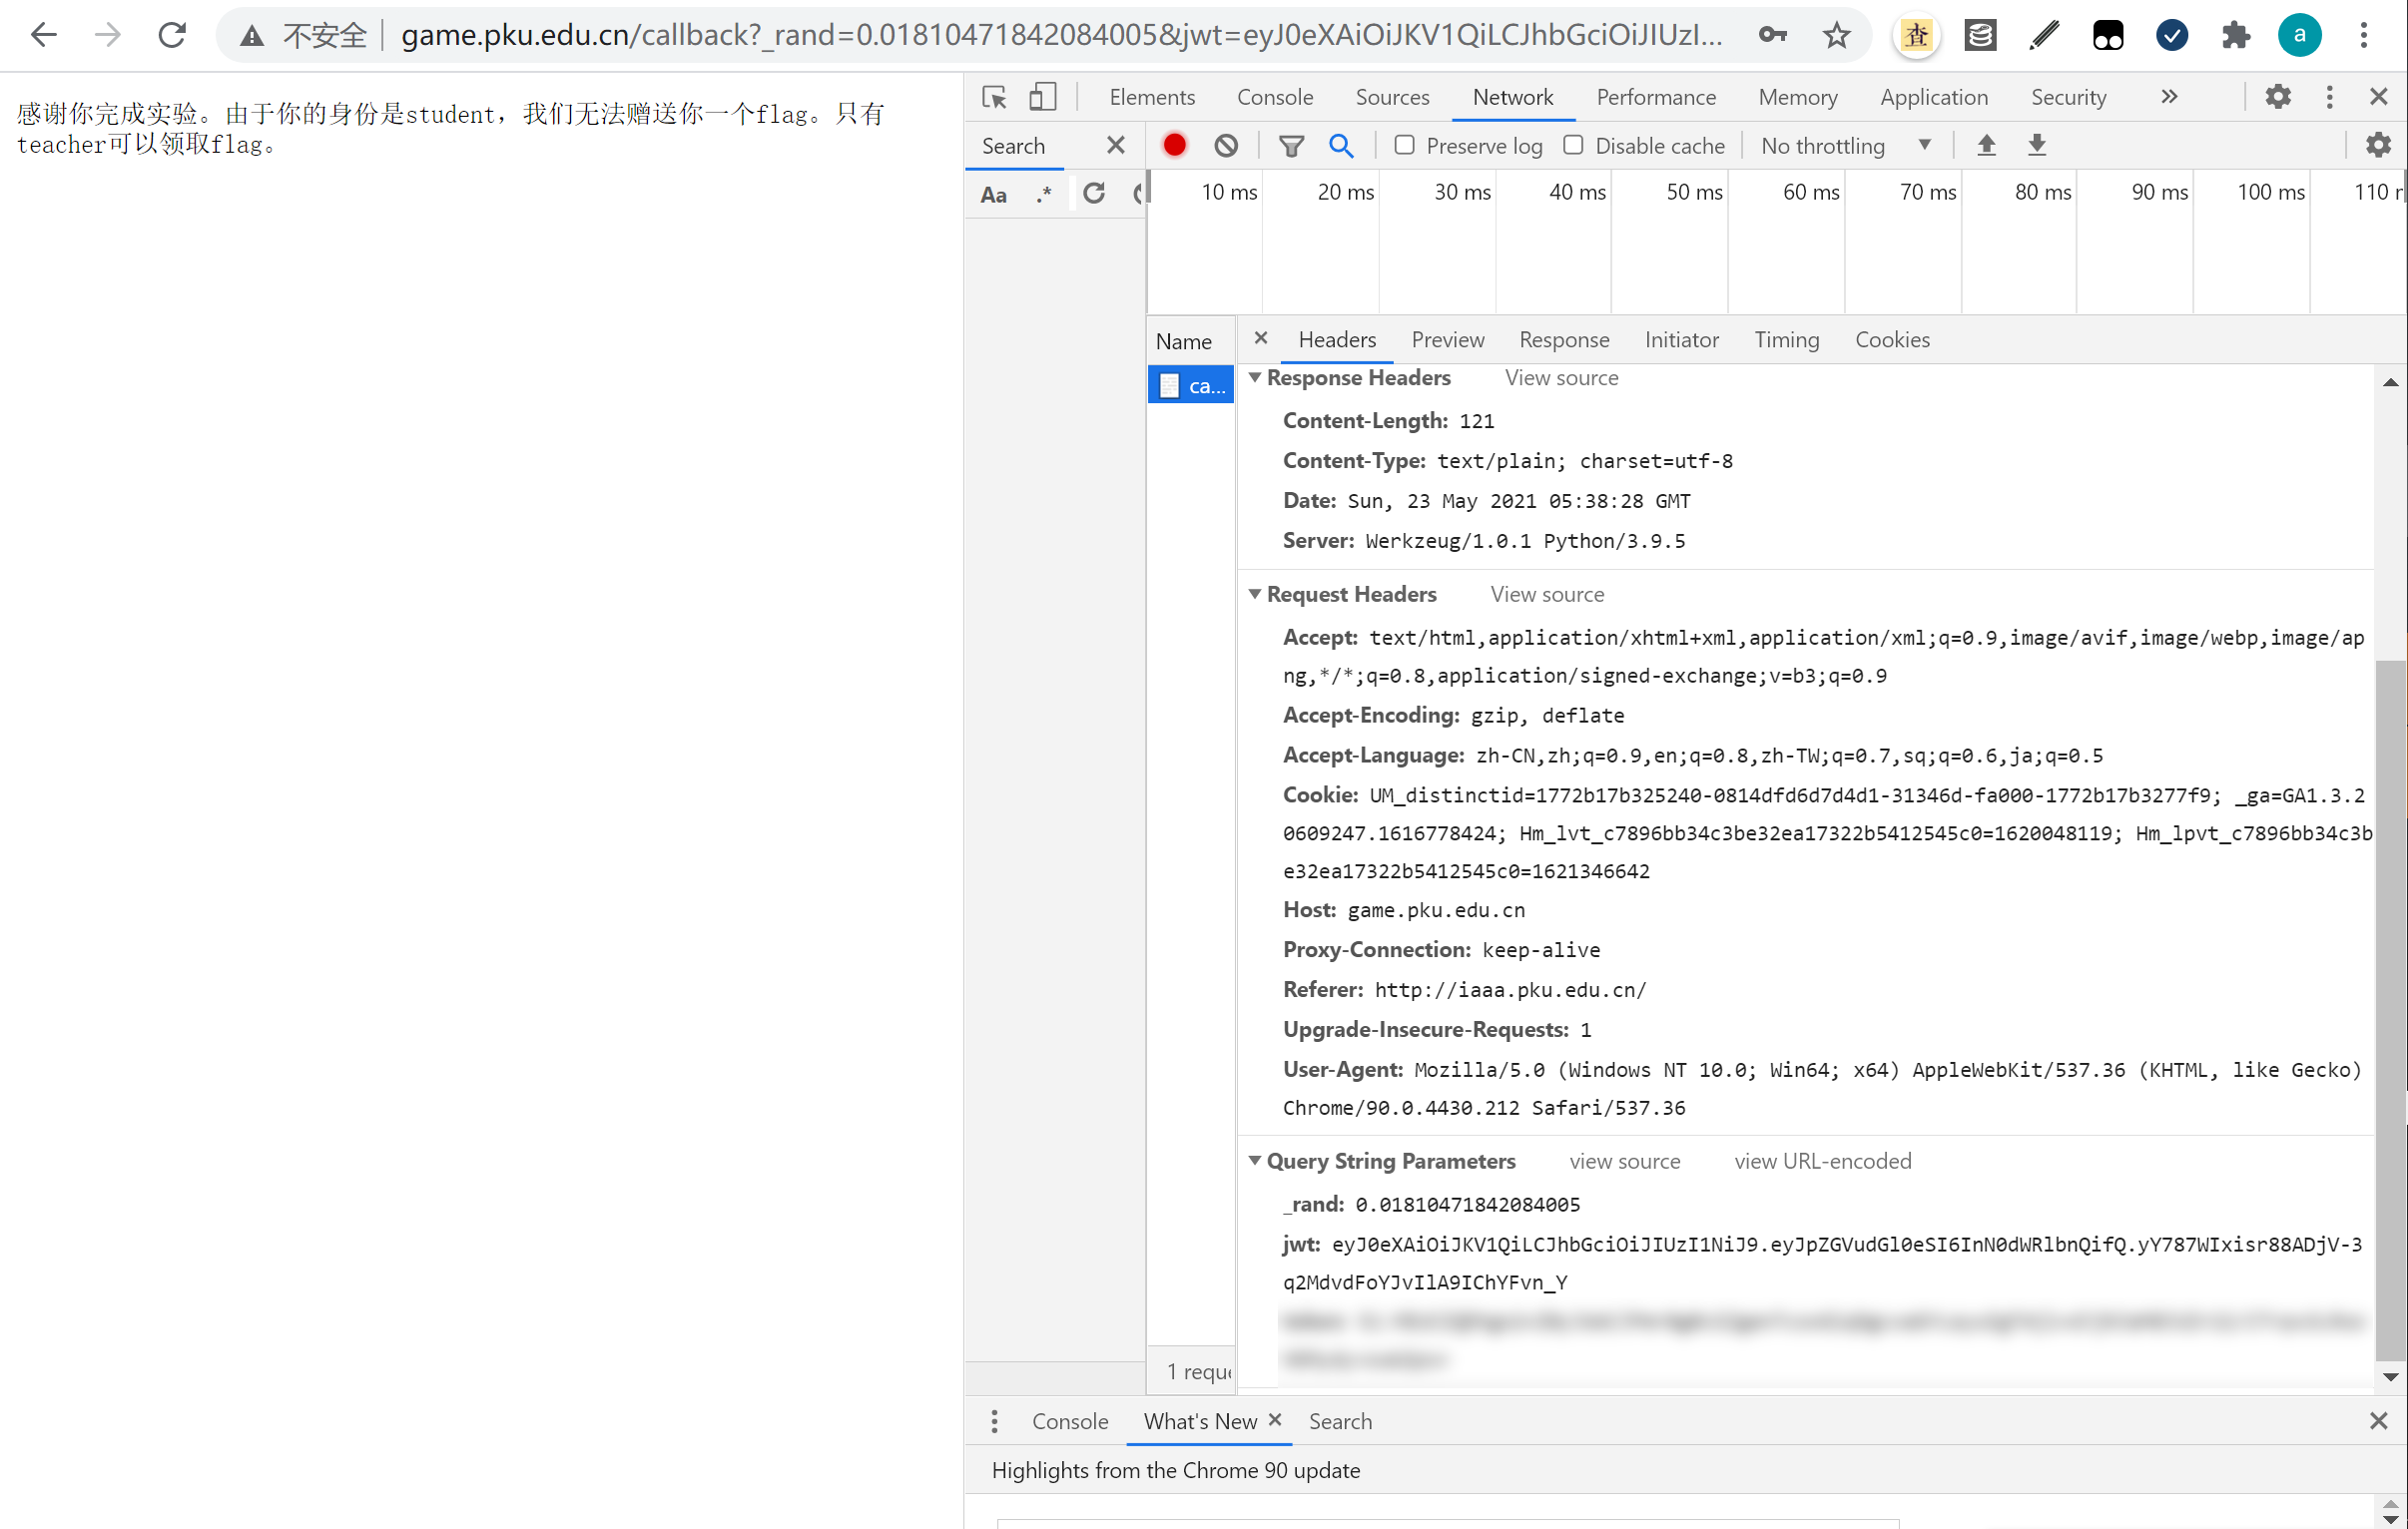 不安全 game.pku.edu.cn/callback?_rand=0.01810471842084005&jwt=eyJ0eXAiOiJKV1QiLCJhbGciOiJIUzI... 查 a
感谢你完成实验。由于你的身份是student，我们无法赠送你一个flag。只有
teacher可以领取flag。
Elements Console Sources Network Performance Memory Application Security
Search Preserve log Disable cache No throttling
Aa .*
10 ms 20 ms 30 ms 40 ms 50 ms 60 ms 70 ms 80 ms 90 ms 100 ms 110 r
Name Headers Preview Response Initiator Timing Cookies
ca...
Response Headers View source
Content-Length: 121
Content-Type: text/plain; charset=utf-8
Date: Sun, 23 May 2021 05:38:28 GMT
Server: Werkzeug/1.0.1 Python/3.9.5
Request Headers View source
Accept: text/html,application/xhtml+xml,application/xml;q=0.9,image/avif,image/webp,image/ap
ng,*/*;q=0.8,application/signed-exchange;v=b3;q=0.9
Accept-Encoding: gzip, deflate
Accept-Language: zh-CN,zh;q=0.9,en;q=0.8,zh-TW;q=0.7,sq;q=0.6,ja;q=0.5
Cookie: UM_distinctid=1772b17b325240-0814dfd6d7d4d1-31346d-fa000-1772b17b3277f9; _ga=GA1.3.2
0609247.1616778424; Hm_lvt_c7896bb34c3be32ea17322b5412545c0=1620048119; Hm_lpvt_c7896bb34c3b
e32ea17322b5412545c0=1621346642
Host: game.pku.edu.cn
Proxy-Connection: keep-alive
Referer: http://iaaa.pku.edu.cn/
Upgrade-Insecure-Requests: 1
User-Agent: Mozilla/5.0 (Windows NT 10.0; Win64; x64) AppleWebKit/537.36 (KHTML, like Gecko)
Chrome/90.0.4430.212 Safari/537.36
Query String Parameters view source view URL-encoded
_rand: 0.01810471842084005
jwt: eyJ0eXAiOiJKV1QiLCJhbGciOiJIUzI1NiJ9.eyJpZGVudGl0eSI6InN0dWRlbnQifQ.yY787WIxisr88ADjV-3
q2MdvdFoYJvIlA9IChYFvn_Y
1 reque
Console What's New Search
Highlights from the Chrome 90 update